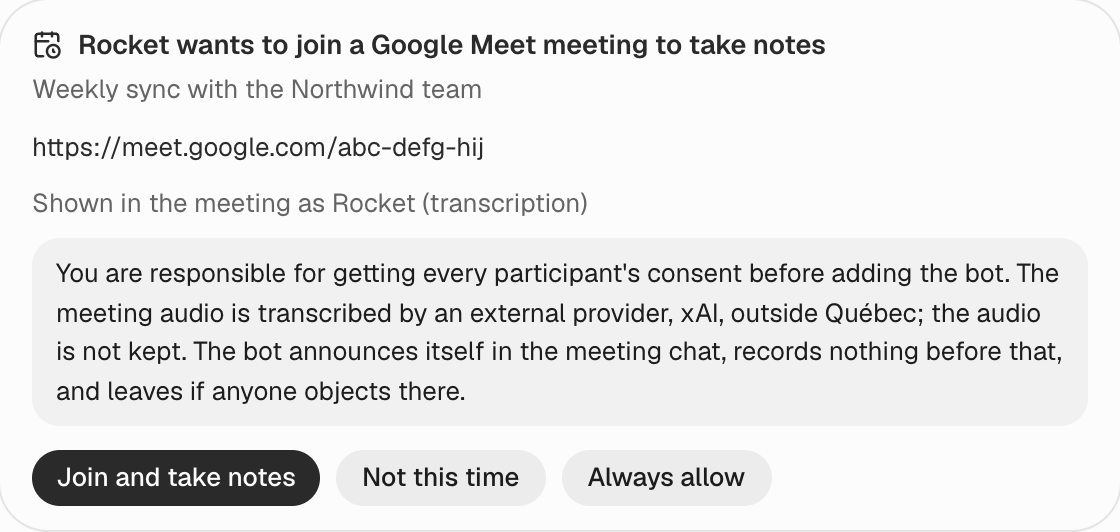 Rocket wants to join a Google Meet meeting to take notes
Weekly sync with the Northwind team
https://meet.google.com/abc-defg-hij
Shown in the meeting as Rocket (transcription)
You are responsible for getting every participant's consent before adding the bot. The
meeting audio is transcribed by an external provider, xAI, outside Québec; the audio
is not kept. The bot announces itself in the meeting chat, records nothing before that,
and leaves if anyone objects there.
Join and take notes
Not this time
Always allow